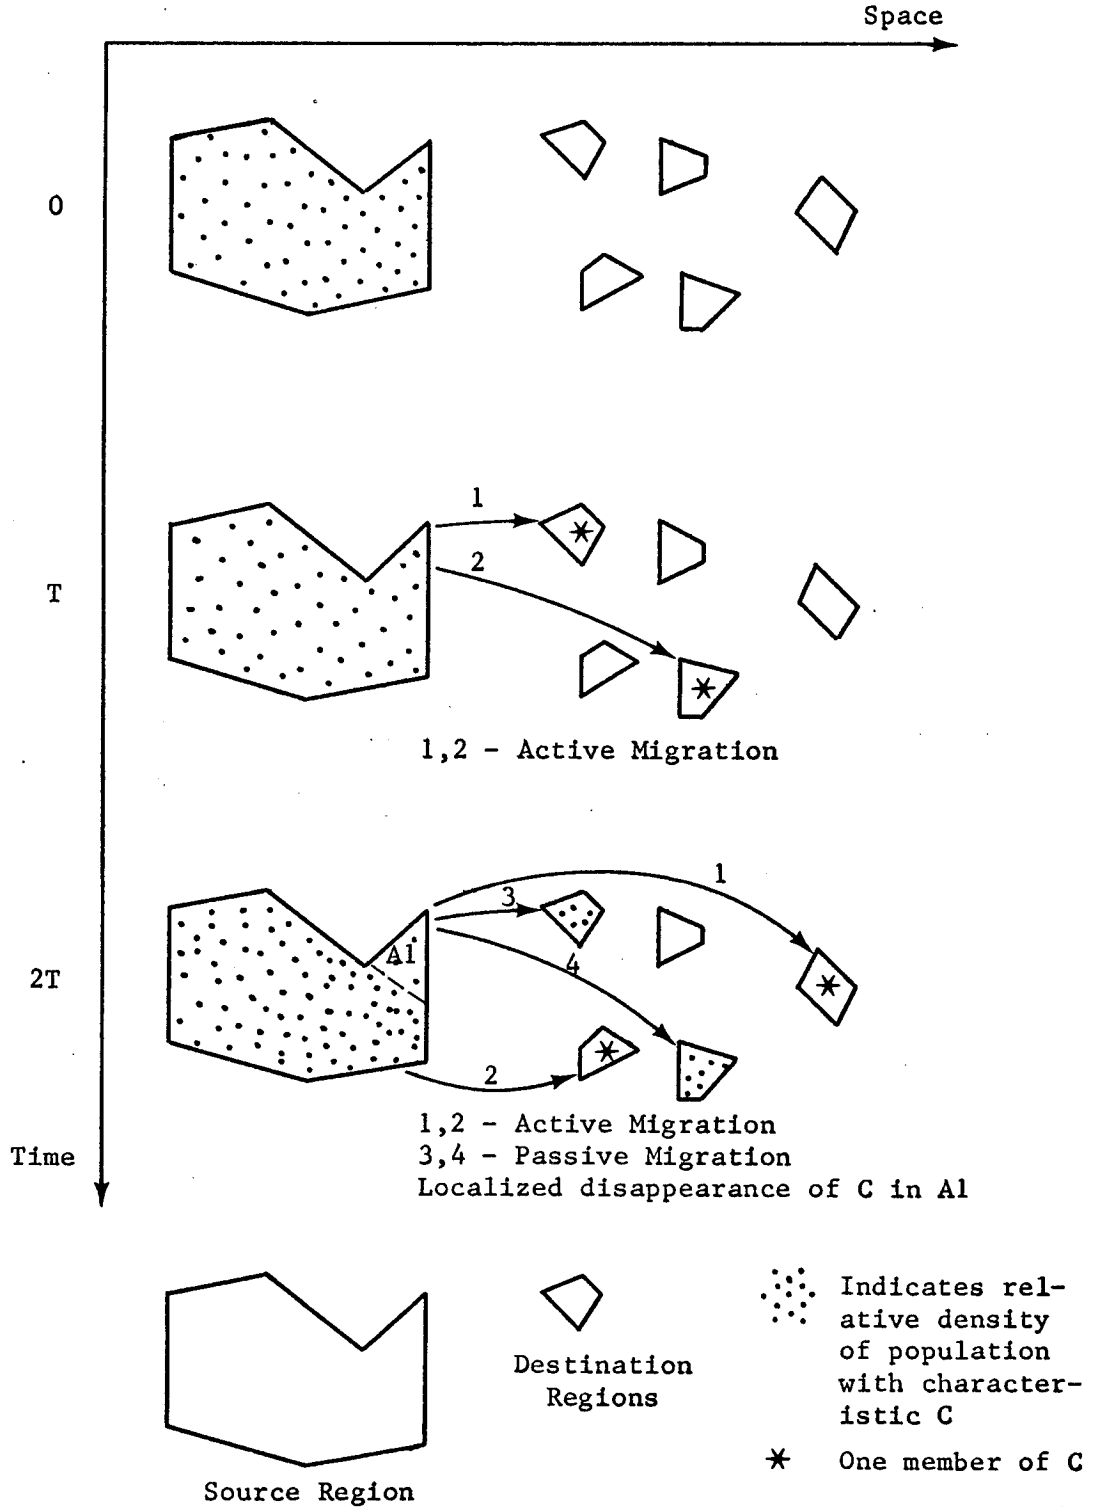 Space
0
1
2
T
1,2 - Active Migration
1
3
Al
4
2T
2
1,2 - Active Migration
3,4 - Passive Migration
Time
Localized disappearance of C in Al
Indicates rel-
ative density
of population
with character-
istic C
Destination
Regions
One member of C
Source Region